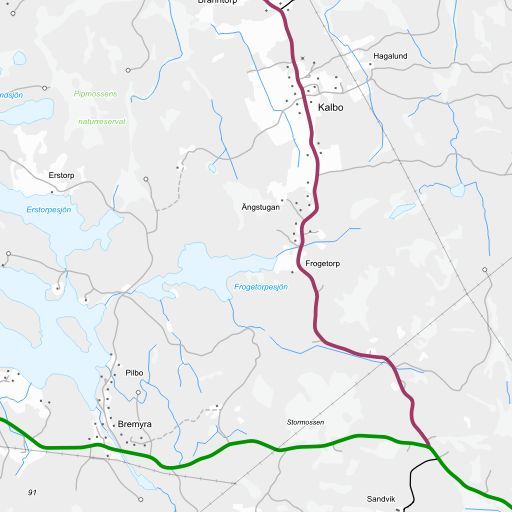 Branntorp
Hagalund
Pipmossens
ndsjön
Kalbo
naturreservat
Erstorp
Ängstugan
Erstorpesjön
Frogetorp
Frogetorpesjön
Pilbo
Bremyra
Stormossen
91
Sandvik